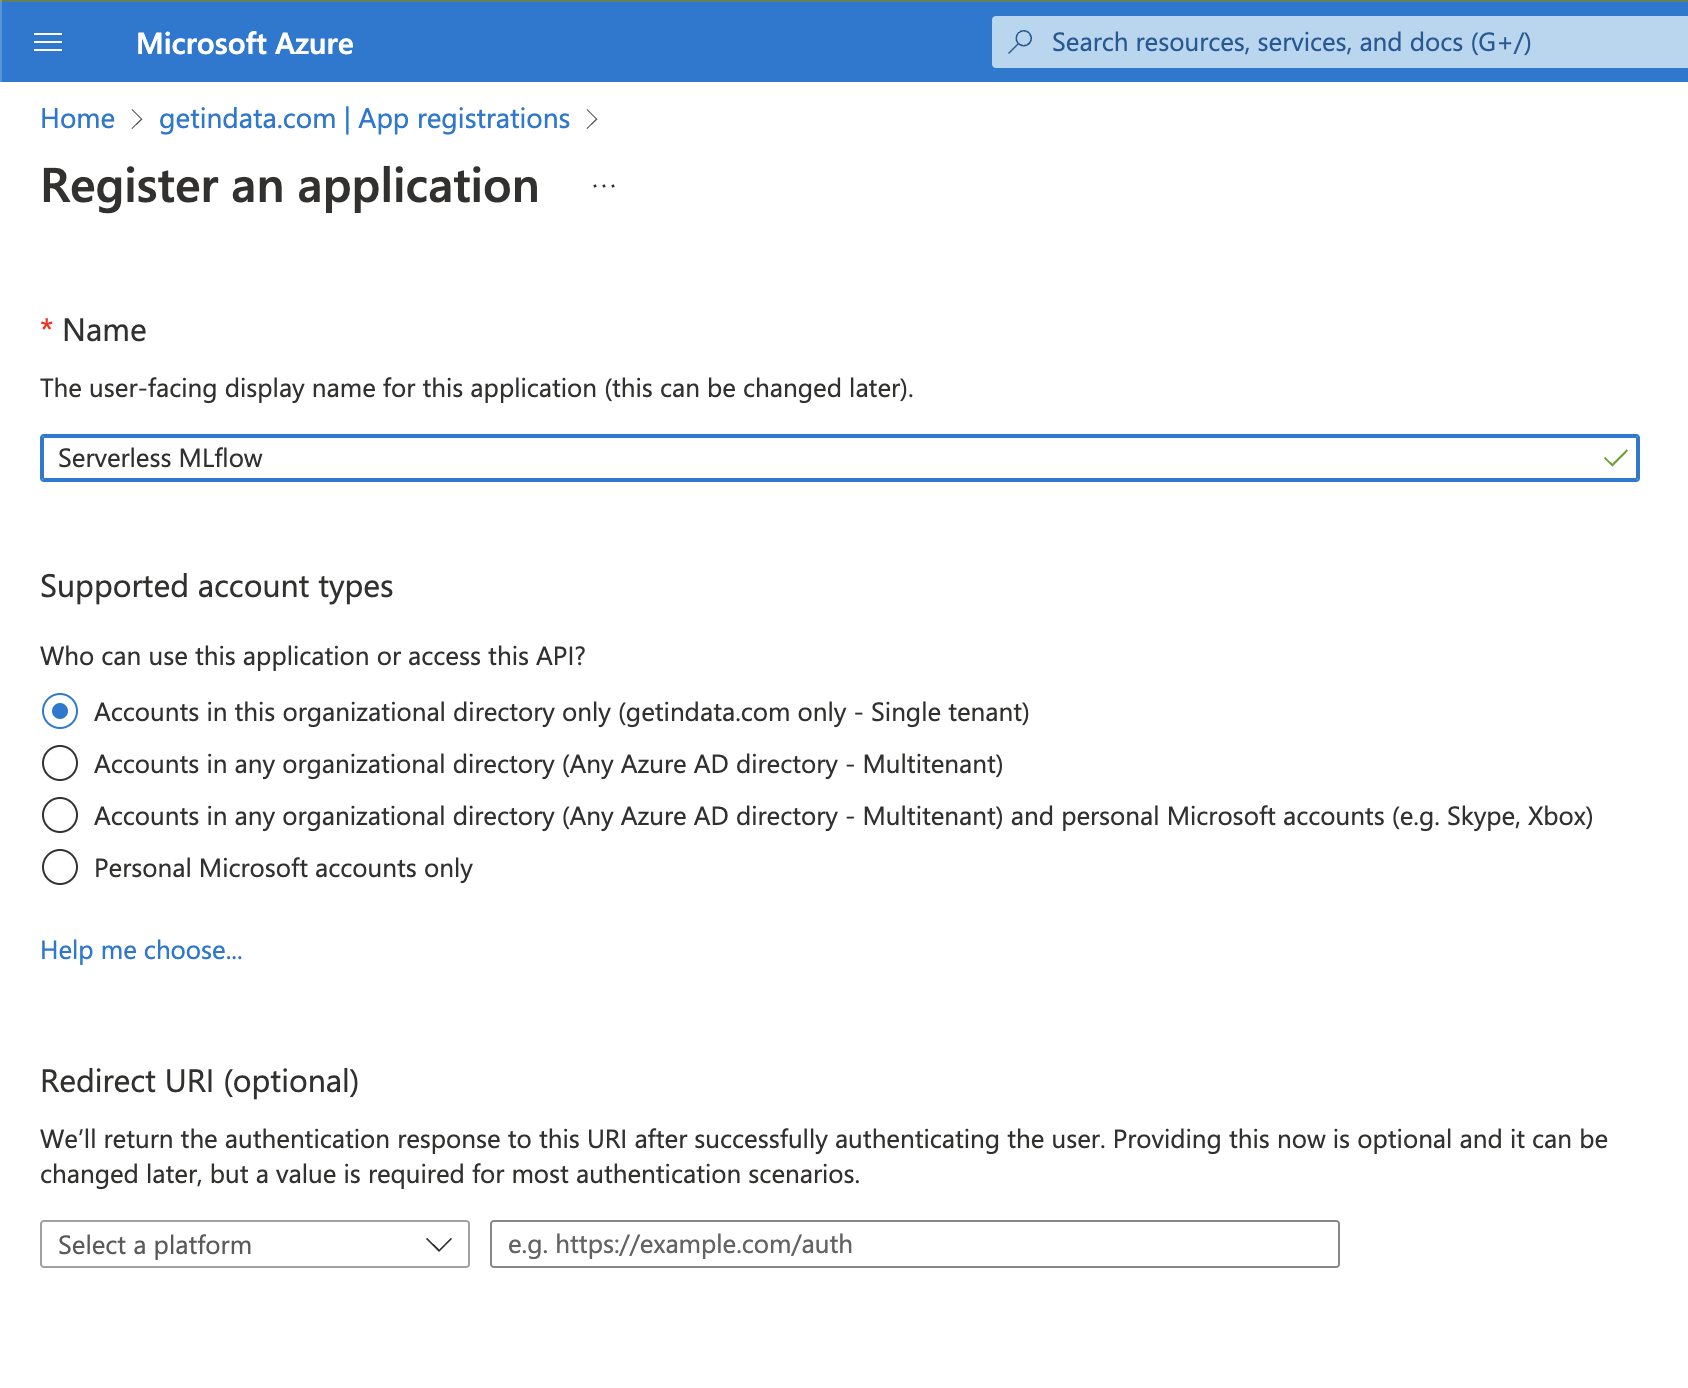 Microsoft Azure
Search resources, services, and docs (G+/)
Home > getindata.com | App registrations >
Register an application ...
* Name
The user-facing display name for this application (this can be changed later).
Serverless MLflow
Supported account types
Who can use this application or access this API?
Accounts in this organizational directory only (getindata.com only - Single tenant)
Accounts in any organizational directory (Any Azure AD directory - Multitenant)
Accounts in any organizational directory (Any Azure AD directory - Multitenant) and personal Microsoft accounts (e.g. Skype, Xbox)
Personal Microsoft accounts only
Help me choose...
Redirect URI (optional)
We’ll return the authentication response to this URI after successfully authenticating the user. Providing this now is optional and it can be
changed later, but a value is required for most authentication scenarios.
Select a platform
e.g. https://example.com/auth